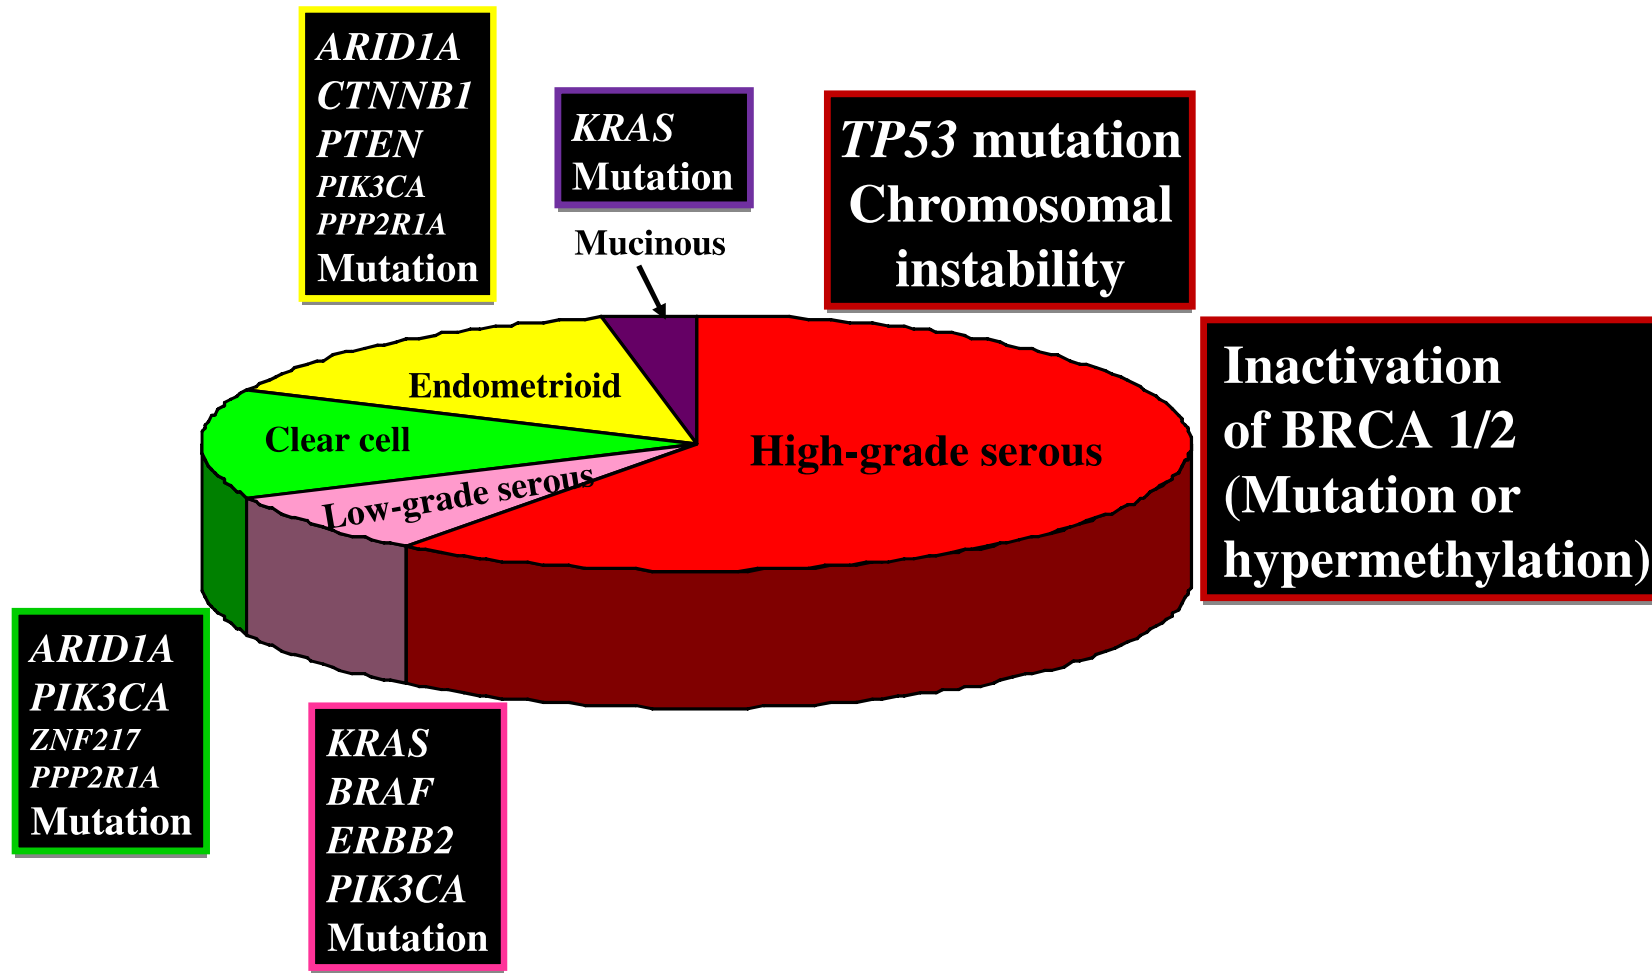 ARID1A
CTNNB1
PTEN
PIK3CA
PPP2R1A
Mutation
KRAS
Mutation
Mucinous
TP53 mutation
Chromosomal
instability
Inactivation
of BRCA 1/2
(Mutation or
hypermethylation)
Endometrioid
Clear cell
Low-grade serous
High-grade serous
ARID1A
PIK3CA
ZNF217
PPP2R1A
Mutation
KRAS
BRAF
ERBB2
PIK3CA
Mutation